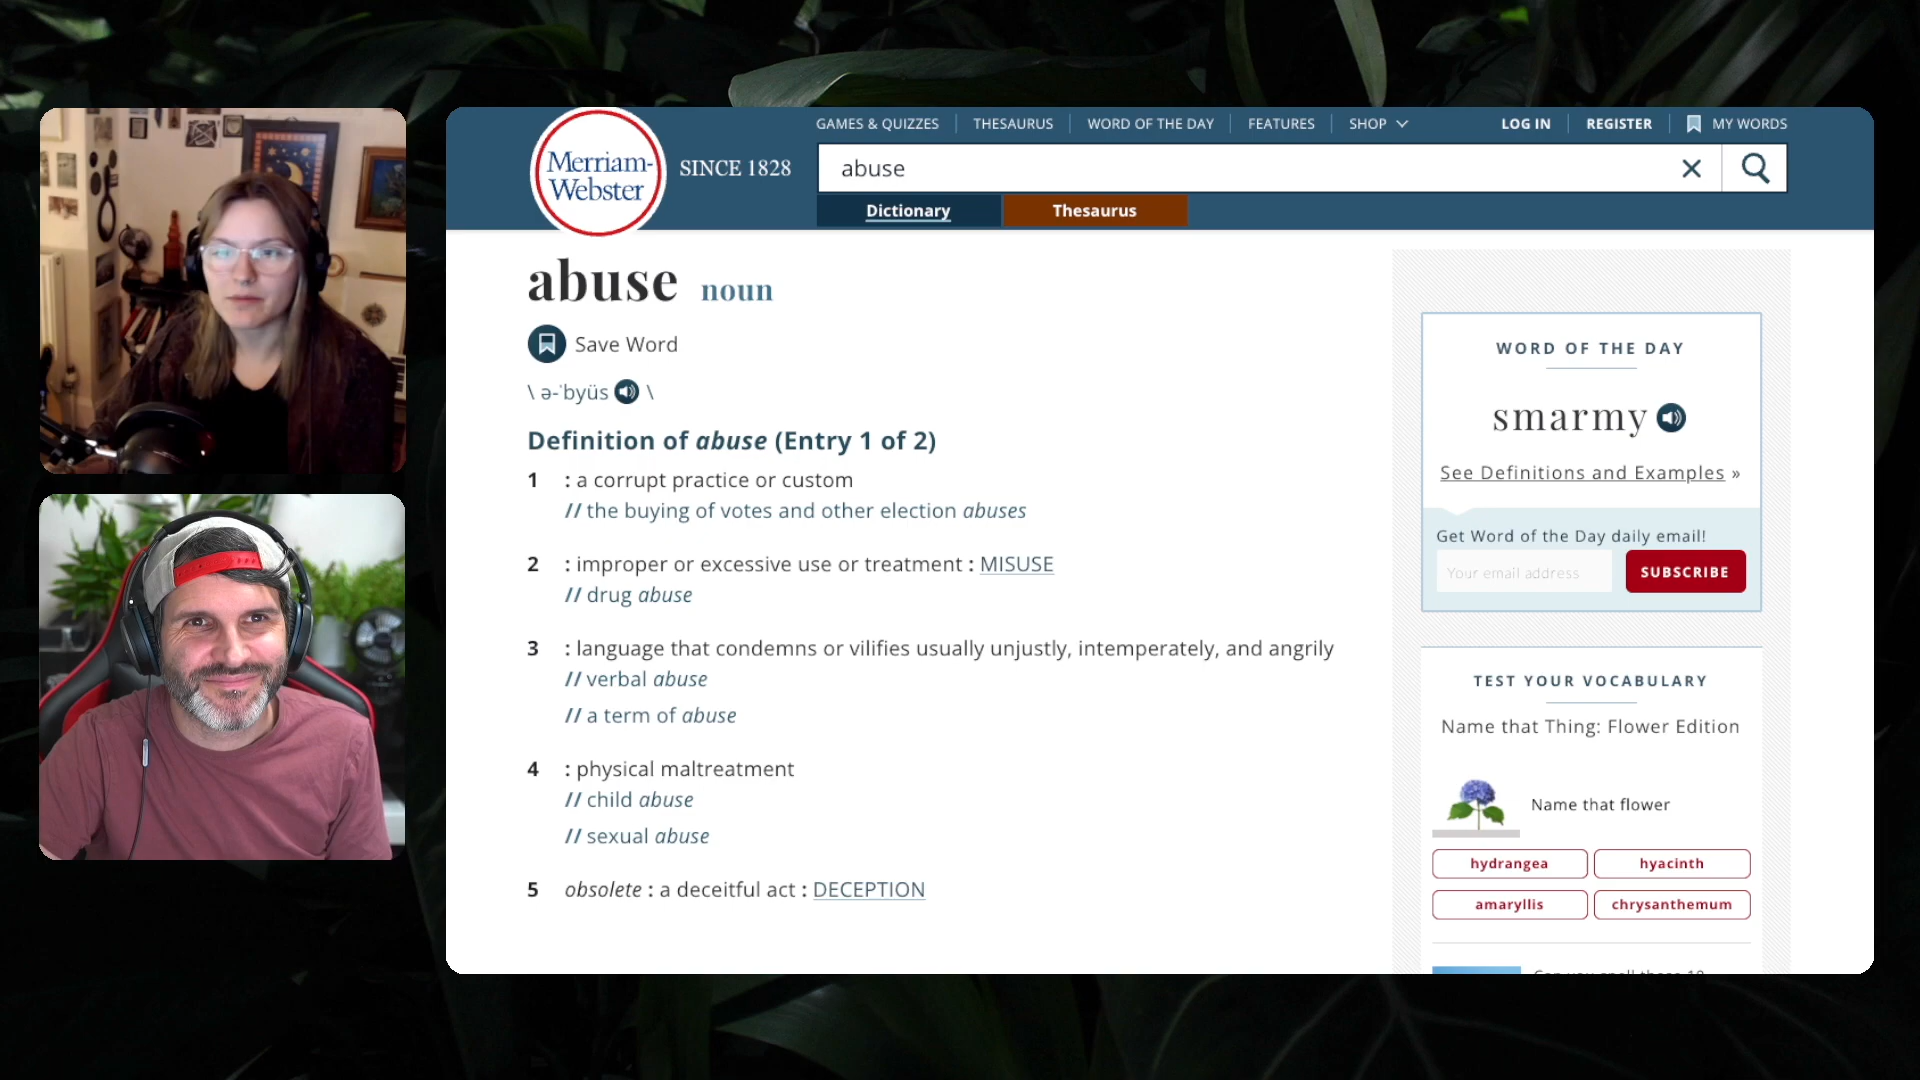 GAMES & QUIZZES THESAURUS WORD OF THE DAY FEATURES SHOP LOG IN REGISTER MY WORDS
Merriam-
Webster
SINCE 1828
abuse
Dictionary Thesaurus
abuse noun
Save Word
\ ə-ˈbyüs \
Definition of abuse (Entry 1 of 2)
1 : a corrupt practice or custom
// the buying of votes and other election abuses
2 : improper or excessive use or treatment : MISUSE
// drug abuse
3 : language that condemns or vilifies usually unjustly, intemperately, and angrily
// verbal abuse
// a term of abuse
4 : physical maltreatment
// child abuse
// sexual abuse
5 obsolete : a deceitful act : DECEPTION
WORD OF THE DAY
smarmy
See Definitions and Examples »
Get Word of the Day daily email!
Your email address SUBSCRIBE
TEST YOUR VOCABULARY
Name that Thing: Flower Edition
Name that flower
hydrangea hyacinth
amaryllis chrysanthemum